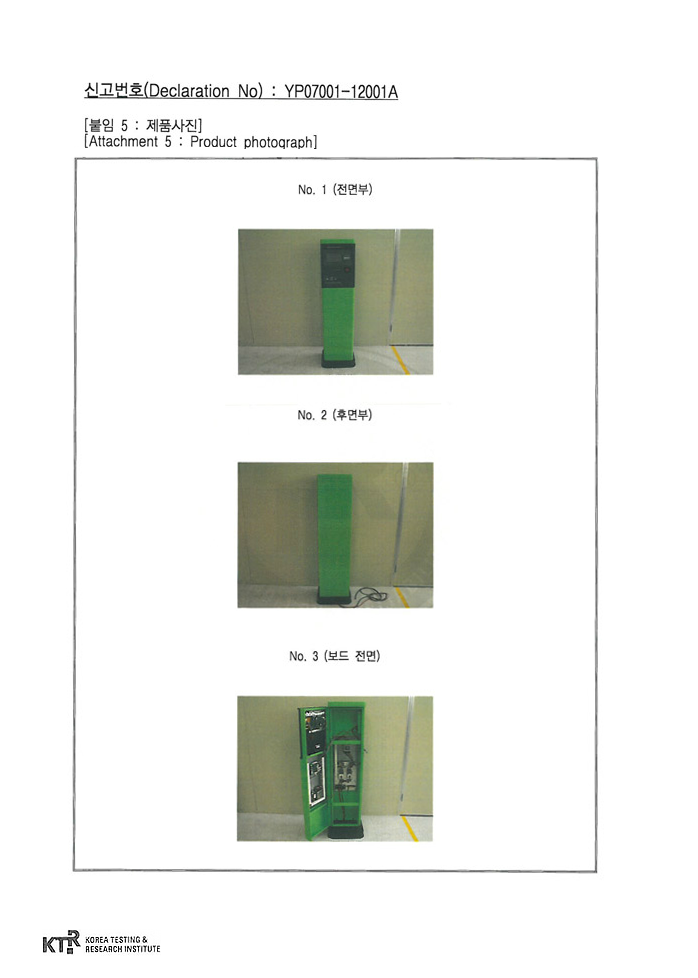 신고번호(Declaration No) : YP07001-12001A
[붙임 5 : 제품사진]
[Attachment 5 : Product photograph]
No. 1 (전면부)
No. 2 (후면부)
No. 3 (보드 전면)
KTR KOREA TESTING &
RESEARCH INSTITUTE